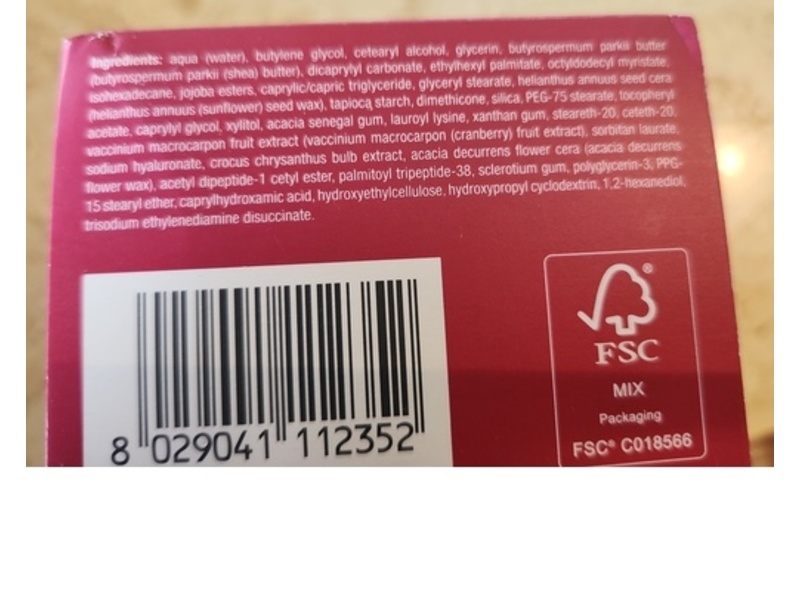 Ingredients: aqua (water), butylene glycol, cetearyl alcohol, glycerin, butyrospermum parkii butter
(butyrospermum parkii (shea) butter), dicaprylyl carbonate, ethylhexyl palmitate, octyldodecyl myristate,
isohexadecane, jojoba esters, caprylic/capric triglyceride, glyceryl stearate, helianthus annuus seed cera
(helianthus annuus (sunflower) seed wax), tapioca starch, dimethicone, silica, PEG-75 stearate, tocopheryl
acetate, caprylyl glycol, xylitol, acacia senegal gum, lauroyl lysine, xanthan gum, steareth-20, ceteth-20,
vaccinium macrocarpon fruit extract (vaccinium macrocarpon (cranberry) fruit extract), sorbitan laurate,
sodium hyaluronate, crocus chrysanthus bulb extract, acacia decurrens flower cera (acacia decurrens
flower wax), acetyl dipeptide-1 cetyl ester, palmitoyl tripeptide-38, sclerotium gum, polyglycerin-3, PPG-
15 stearyl ether, caprylhydroxamic acid, hydroxyethylcellulose, hydroxypropyl cyclodextrin, 1,2-hexanediol,
trisodium ethylenediamine disuccinate.
8 029041 112352
®
FSC
MIX
Packaging
FSC® C018566